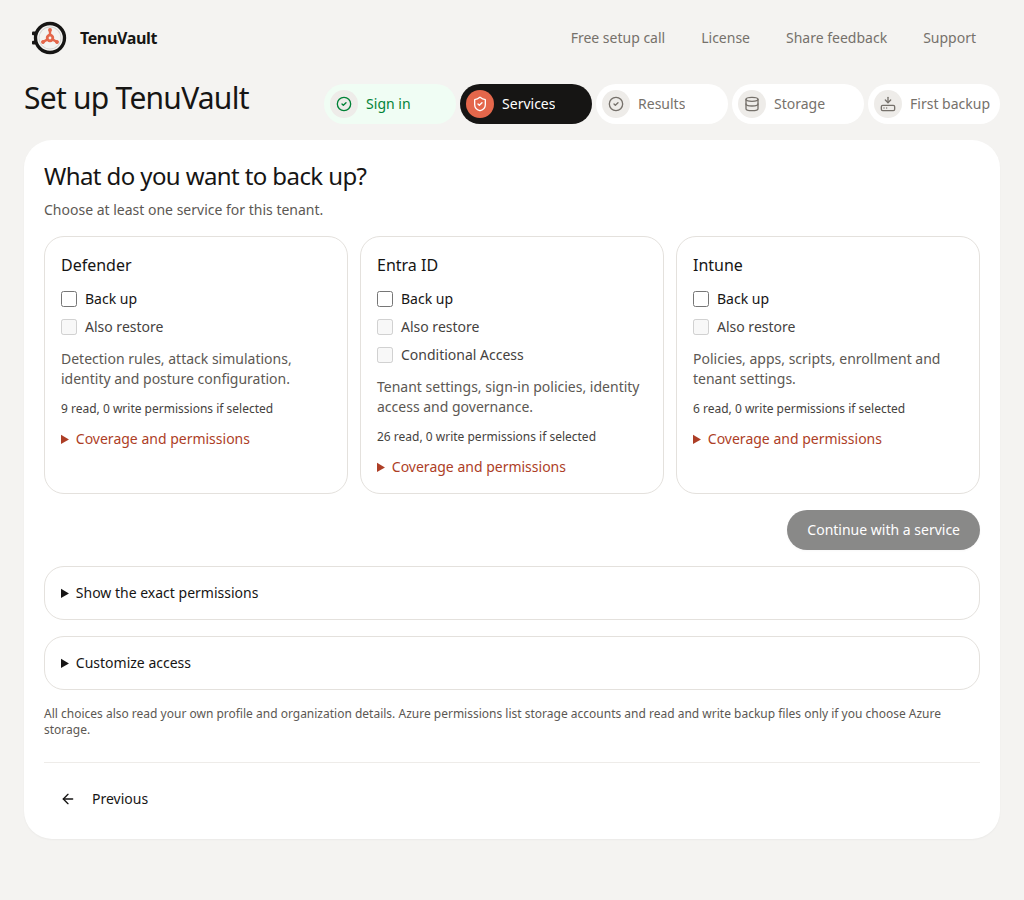 TenuVault
Free setup call
License
Share feedback
Support
Set up TenuVault
Sign in
Services
Results
Storage
First backup
What do you want to back up?
Choose at least one service for this tenant.
Defender
Back up
Also restore
Detection rules, attack simulations,
identity and posture configuration.
9 read, 0 write permissions if selected
Coverage and permissions
Entra ID
Back up
Also restore
Conditional Access
Tenant settings, sign-in policies, identity
access and governance.
26 read, 0 write permissions if selected
Coverage and permissions
Intune
Back up
Also restore
Policies, apps, scripts, enrollment and
tenant settings.
6 read, 0 write permissions if selected
Coverage and permissions
Continue with a service
Show the exact permissions
Customize access
All choices also read your own profile and organization details. Azure permissions list storage accounts and read and write backup files only if you choose Azure
storage.
Previous